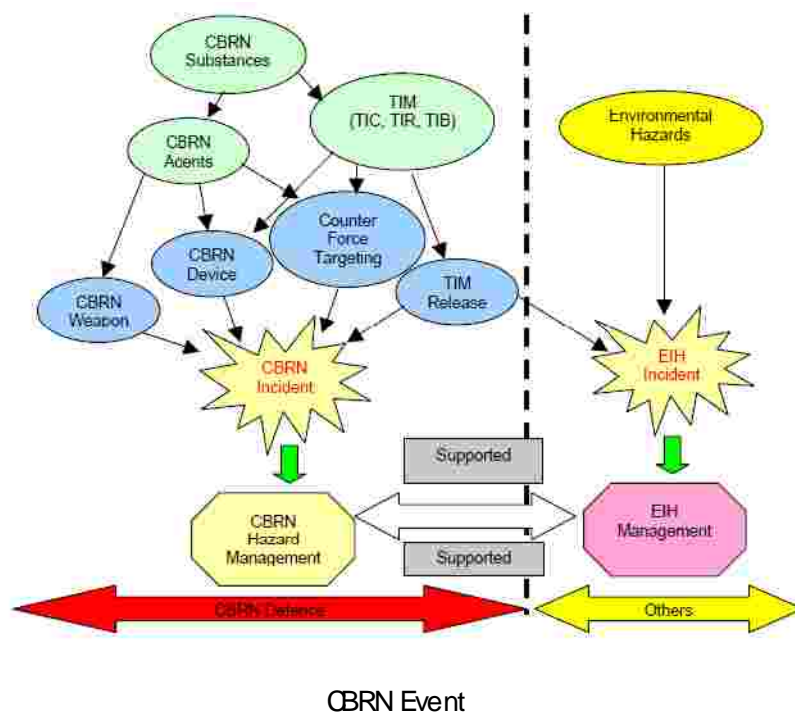 CBRN
Substances
TIM
(TIC, TIR, TIB)
Environmental
Hazards
CBRN
Acents
Counter
Force
Targeting
CBRN
Device
TIM
Release
CBRN
Weapon
CBRN
Incident
EIH
Incident
Supported
CBRN
Hazard
Management
EIH
Management
Supported
CBRN Defence
Others
CBRN Event